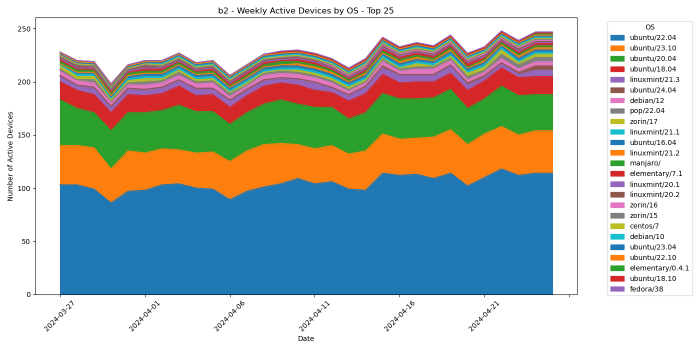 b2 - Weekly Active Devices by OS - Top 25
Number of Active Devices
250
200
150
100
50
0
2024-03-27
2024-04-01
2024-04-06
2024-04-11
2024-04-16
2024-04-21
Date
OS
ubuntu/22.04
ubuntu/23.10
ubuntu/20.04
ubuntu/18.04
linuxmint/21.3
ubuntu/24.04
debian/12
pop/22.04
zorin/17
linuxmint/21.1
ubuntu/16.04
linuxmint/21.2
manjaro/
elementary/7.1
linuxmint/20.1
linuxmint/20.2
zorin/16
zorin/15
centos/7
debian/10
ubuntu/23.04
ubuntu/22.10
elementary/0.4.1
ubuntu/18.10
fedora/38